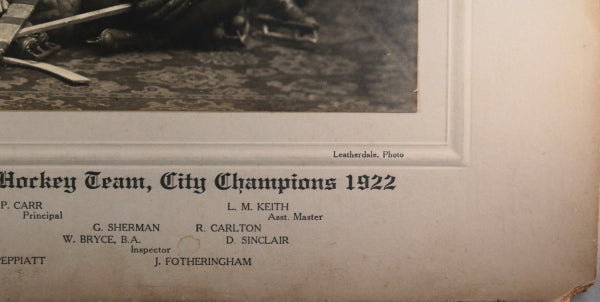 Leatherdale, Photo
Hockey Team, City Champions 1922
P. CARR L. M. KEITH
Principal Asst. Master
G. SHERMAN R. CARLTON
W. BRYCE, B.A. D. SINCLAIR
Inspector
PEPPIATT J. FOTHERINGHAM